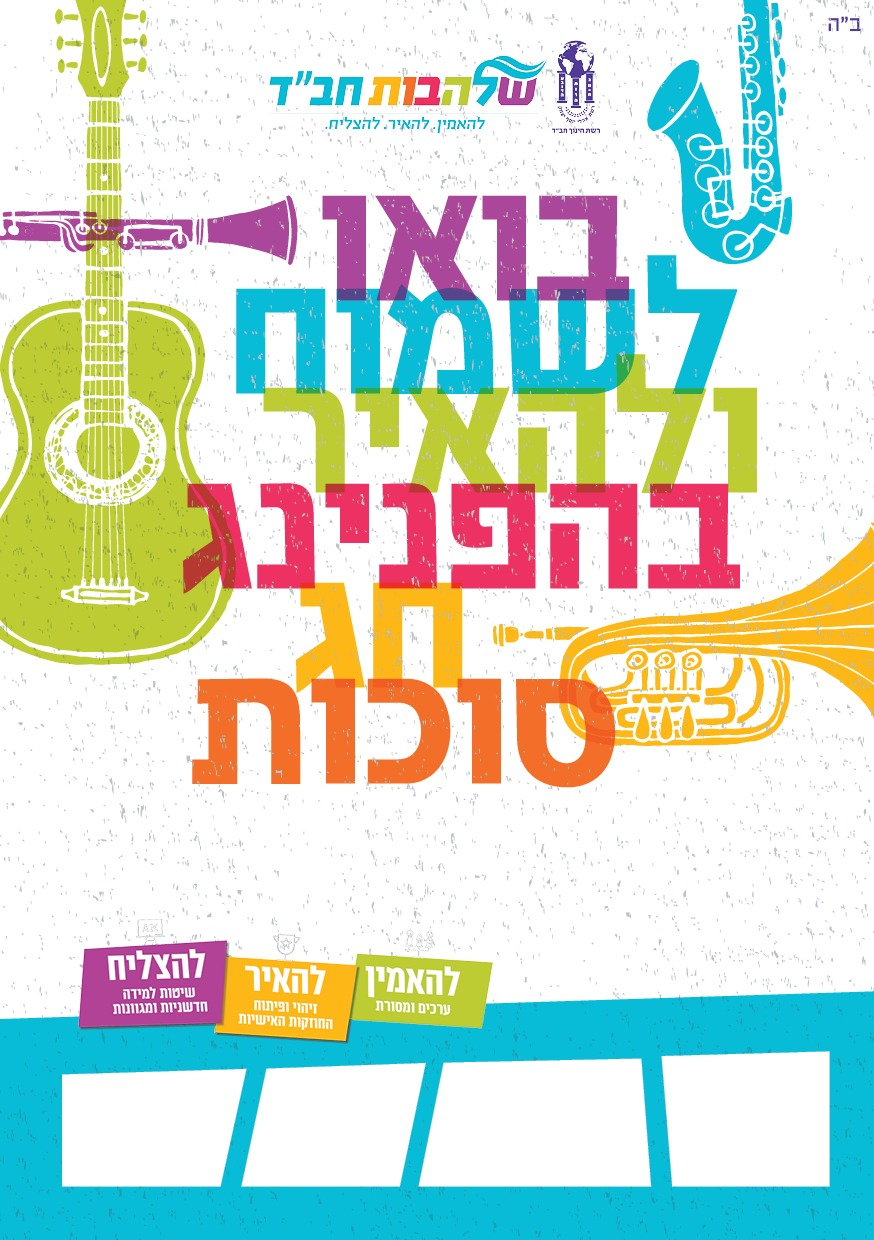 ב"ה
שלהבות חב"ד
להאמין. להאיר. להצליח.
רשת חינוך חב"ד
בואו
לשמוח
ולהאיר
בהפנינג
חג
סוכות
להאמין
ערכים ומסורת
להאיר
זיהוי ופיתוח
החוזקות האישיות
להצליח
שיטות למידה
חדשניות ומגוונות